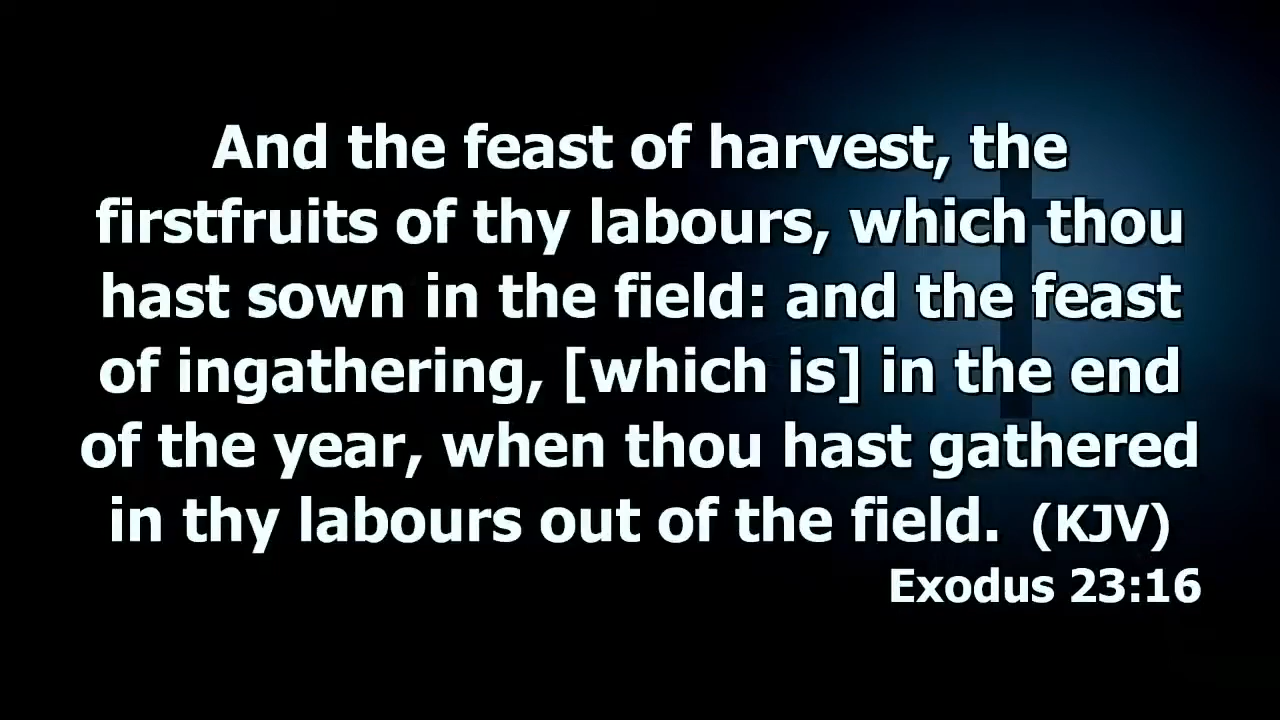 And the feast of harvest, the
firstfruits of thy labours, which thou
hast sown in the field: and the feast
of ingathering, [which is] in the end
of the year, when thou hast gathered
in thy labours out of the field. (KJV)
Exodus 23:16